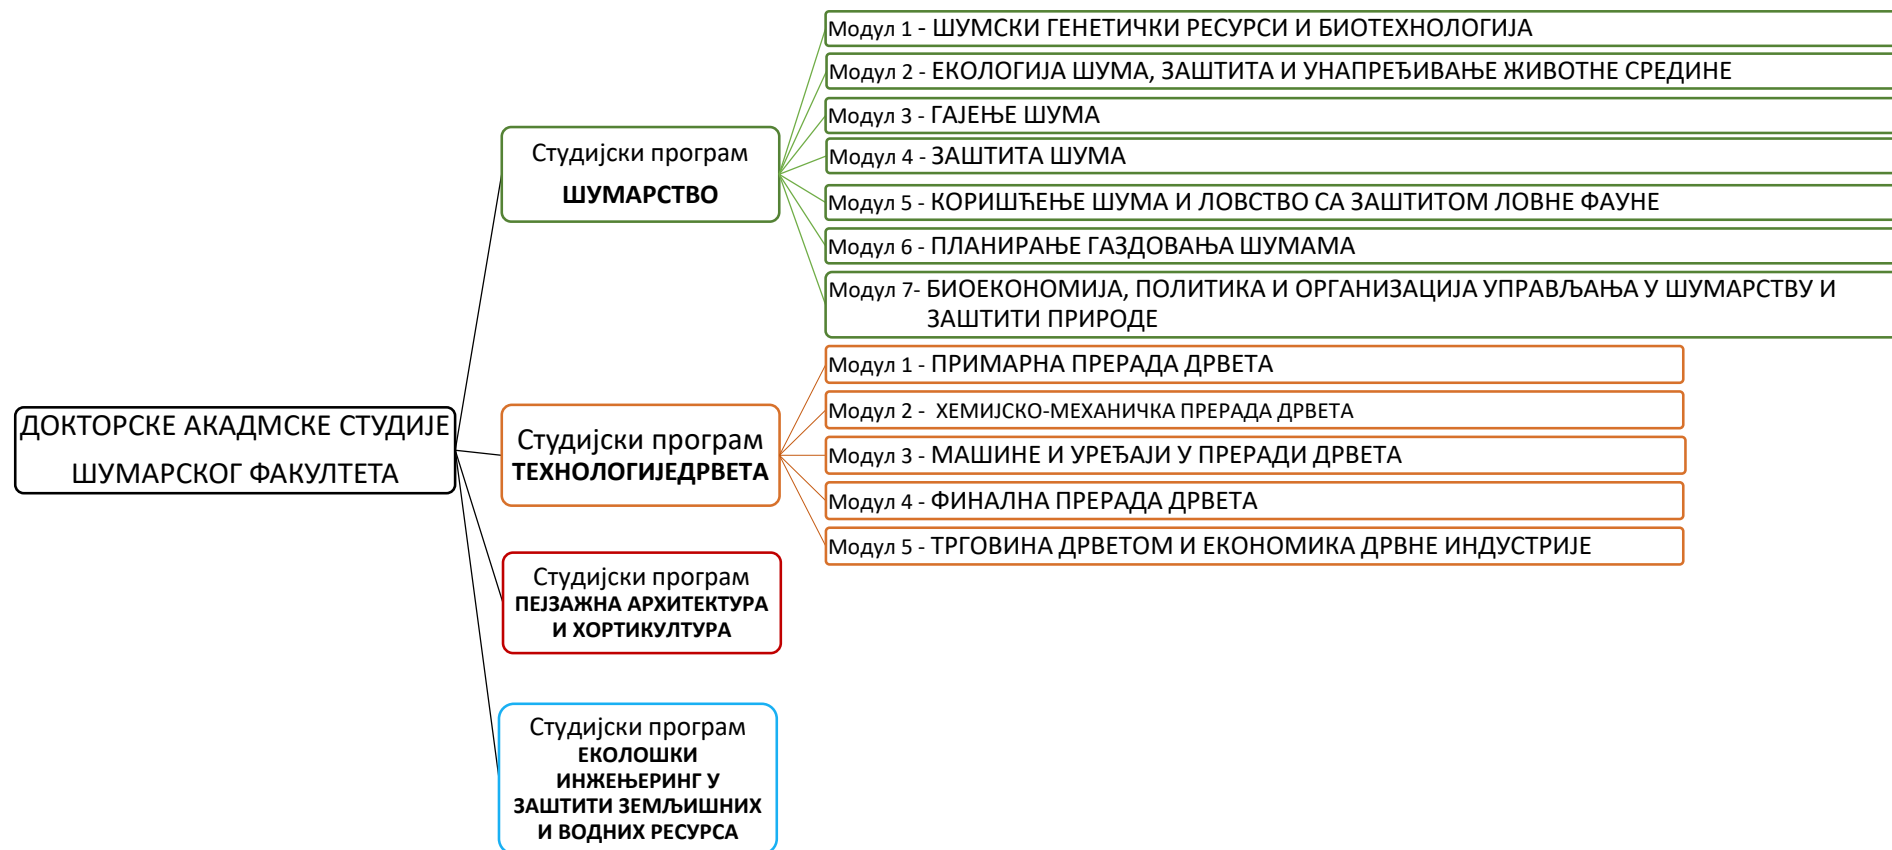 ДОКТОРСКЕ АКАДМСКЕ СТУДИЈЕ
ШУМАРСКОГ ФАКУЛТЕТА
Студијски програм
ШУМАРСТВО
Модул 1 - ШУМСКИ ГЕНЕТИЧКИ РЕСУРСИ И БИОТЕХНОЛОГИЈА
Модул 2 - ЕКОЛОГИЈА ШУМА, ЗАШТИТА И УНАПРЕЂИВАЊЕ ЖИВОТНЕ СРЕДИНЕ
Модул 3 - ГАЈЕЊЕ ШУМА
Модул 4 - ЗАШТИТА ШУМА
Модул 5 - КОРИШЋЕЊЕ ШУМА И ЛОВСТВО СА ЗАШТИТОМ ЛОВНЕ ФАУНЕ
Модул 6 - ПЛАНИРАЊЕ ГАЗДОВАЊА ШУМАМА
Модул 7- БИОЕКОНОМИЈА, ПОЛИТИКА И ОРГАНИЗАЦИЈА УПРАВЉАЊА У ШУМАРСТВУ И
ЗАШТИТИ ПРИРОДЕ
Студијски програм
ТЕХНОЛОГИЈЕДРВЕТА
Модул 1 - ПРИМАРНА ПРЕРАДА ДРВЕТА
Модул 2 - ХЕМИЈСКО-МЕХАНИЧКА ПРЕРАДА ДРВЕТА
Модул 3 - МАШИНЕ И УРЕЂАЈИ У ПРЕРАДИ ДРВЕТА
Модул 4 - ФИНАЛНА ПРЕРАДА ДРВЕТА
Модул 5 - ТРГОВИНА ДРВЕТОМ И ЕКОНОМИКА ДРВНЕ ИНДУСТРИЈЕ
Студијски програм
ПЕЈЗАЖНА АРХИТЕКТУРА
И ХОРТИКУЛТУРА
Студијски програм
ЕКОЛОШКИ
ИНЖЕЊЕРИНГ У
ЗАШТИТИ ЗЕМЉИШНИХ
И ВОДНИХ РЕСУРСА